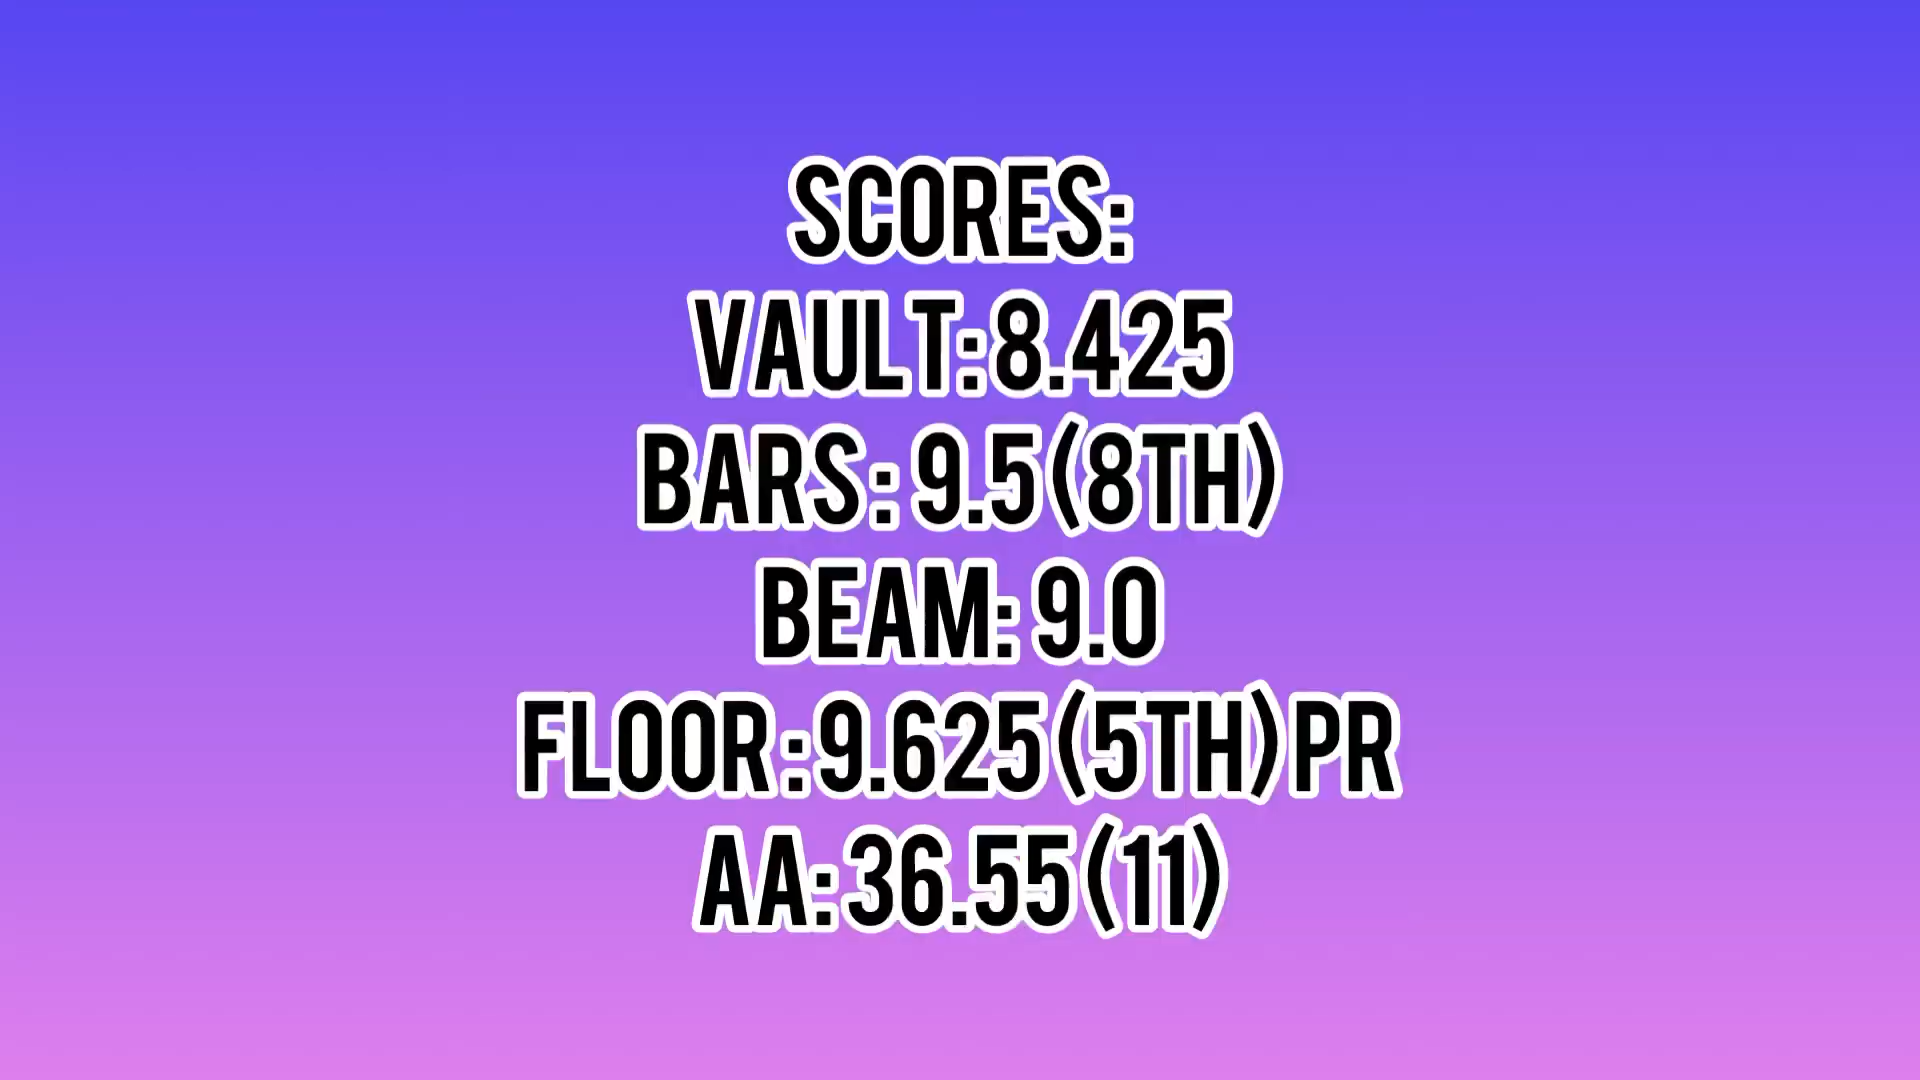 SCORES:
VAULT:8.425
BARS: 9.5(8TH)
BEAM: 9.0
FLOOR:9.625(5TH)PR
AA:36.55(11)